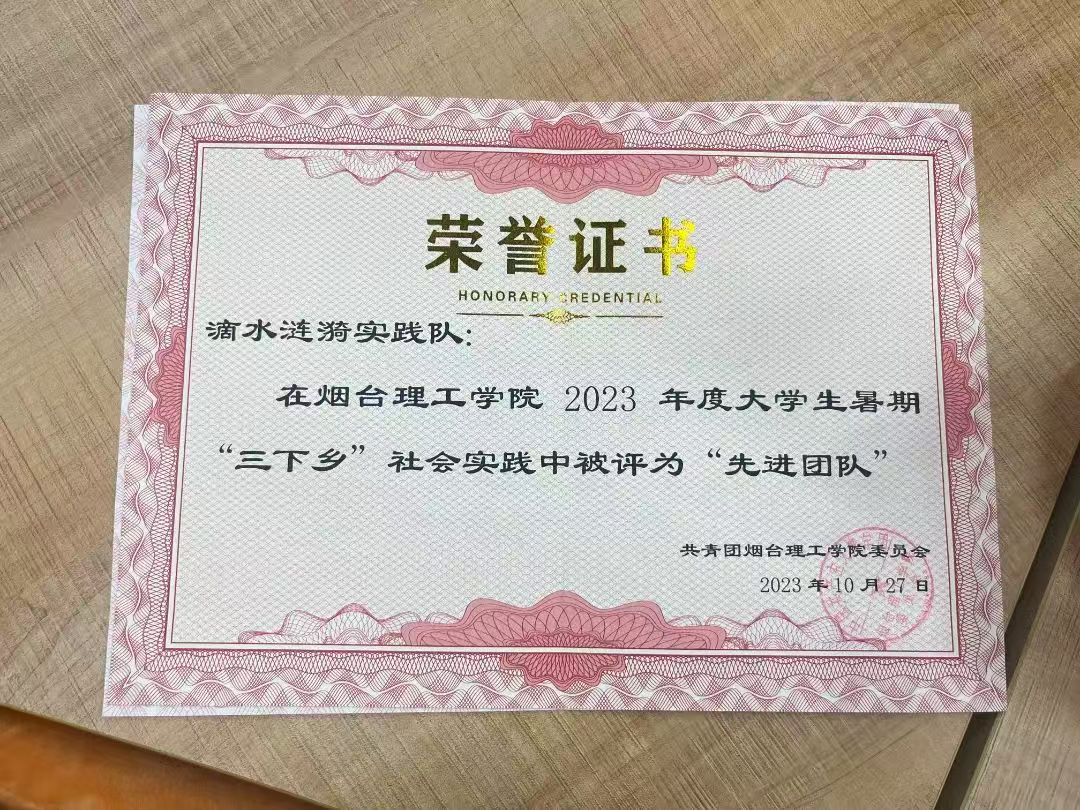 荣誉证书
HONORARY CREDENTIAL
滴水涟漪实践队:
在烟台理工学院 2023 年度大学生暑期
“三下乡”社会实践中被评为“先进团队”
共青团烟台理工学院委员会
2023 年 10 月 27 日